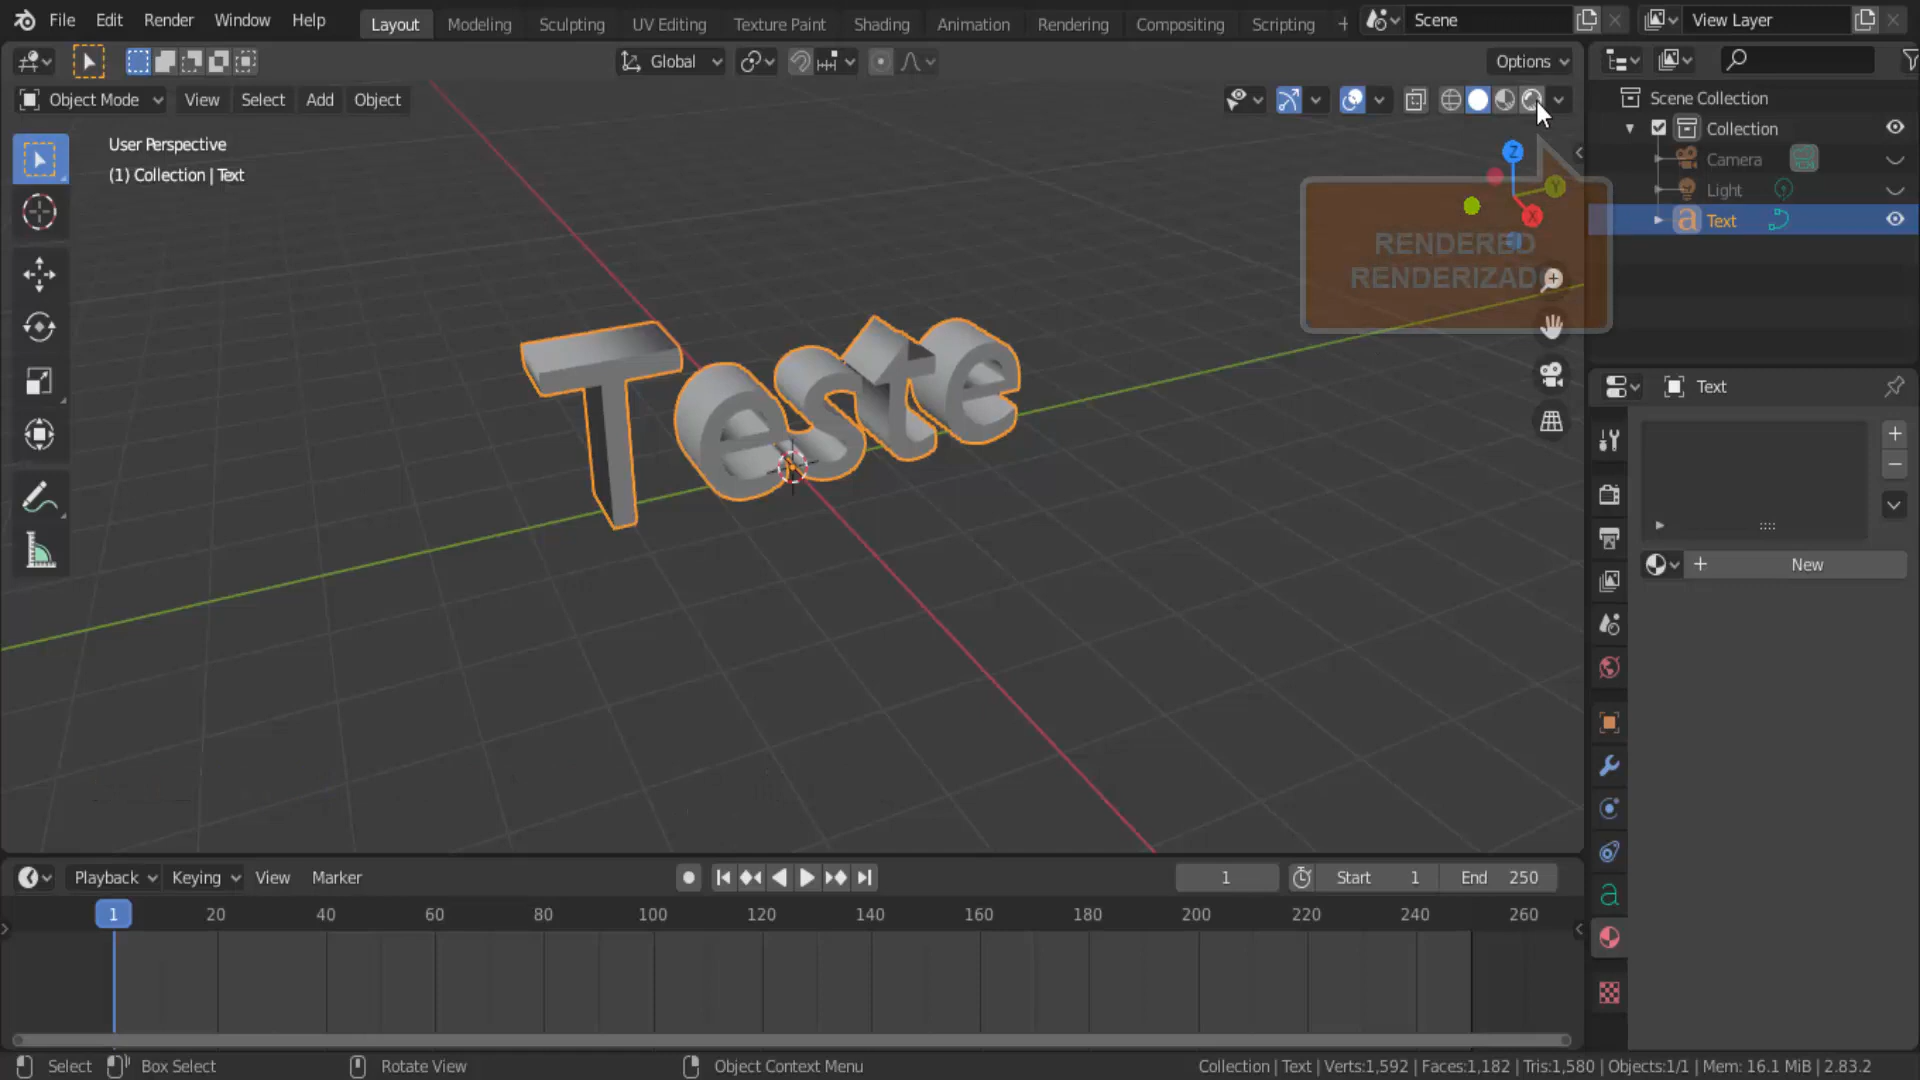 File Edit Render Window Help
Layout Modeling Sculpting UV Editing Texture Paint Shading Animation Rendering Compositing Scripting +
Scene
View Layer
Global
Options
Object Mode View Select Add Object
Scene Collection
Collection
Camera
Light
Text
User Perspective
(1) Collection | Text
Z
Y
X
RENDERED
RENDERIZAD
Teste
Text
New
Playback Keying View Marker
1
Start 1
End 250
1 20 40 60 80 100 120 140 160 180 200 220 240 260
Select Box Select Rotate View Object Context Menu
Collection | Text | Verts:1,592 | Faces:1,182 | Tris:1,580 | Objects:1/1 | Mem: 16.1 MiB | 2.83.2